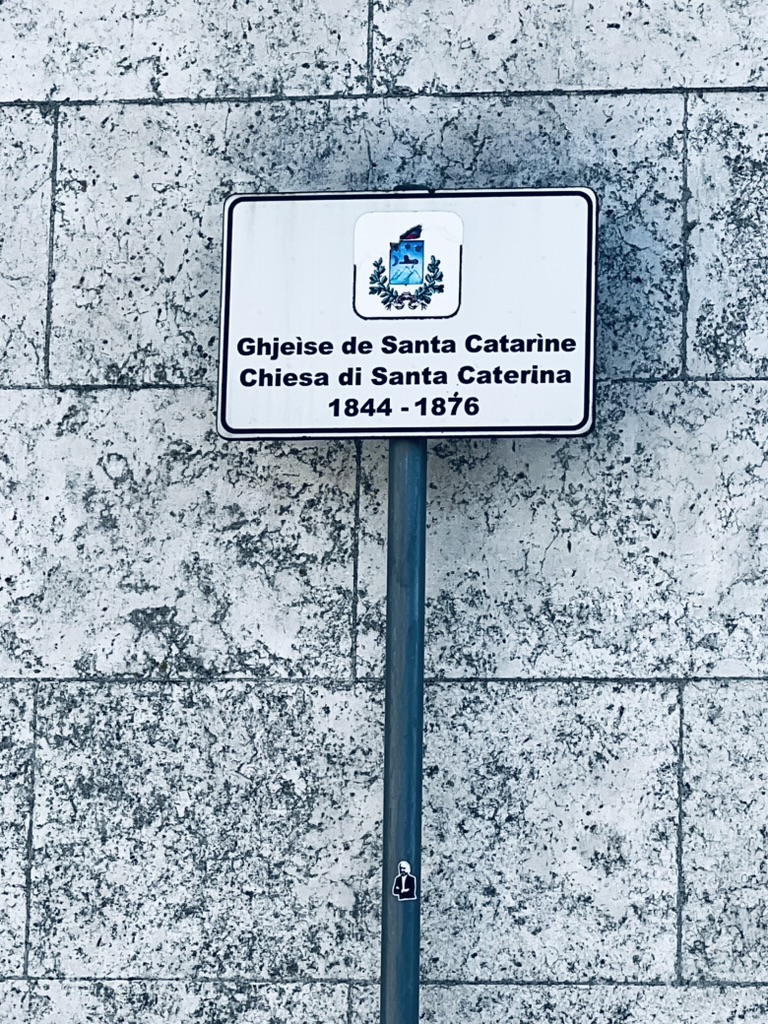 Ghjeìse de Santa Catarìne
Chiesa di Santa Caterina
1844 - 1876